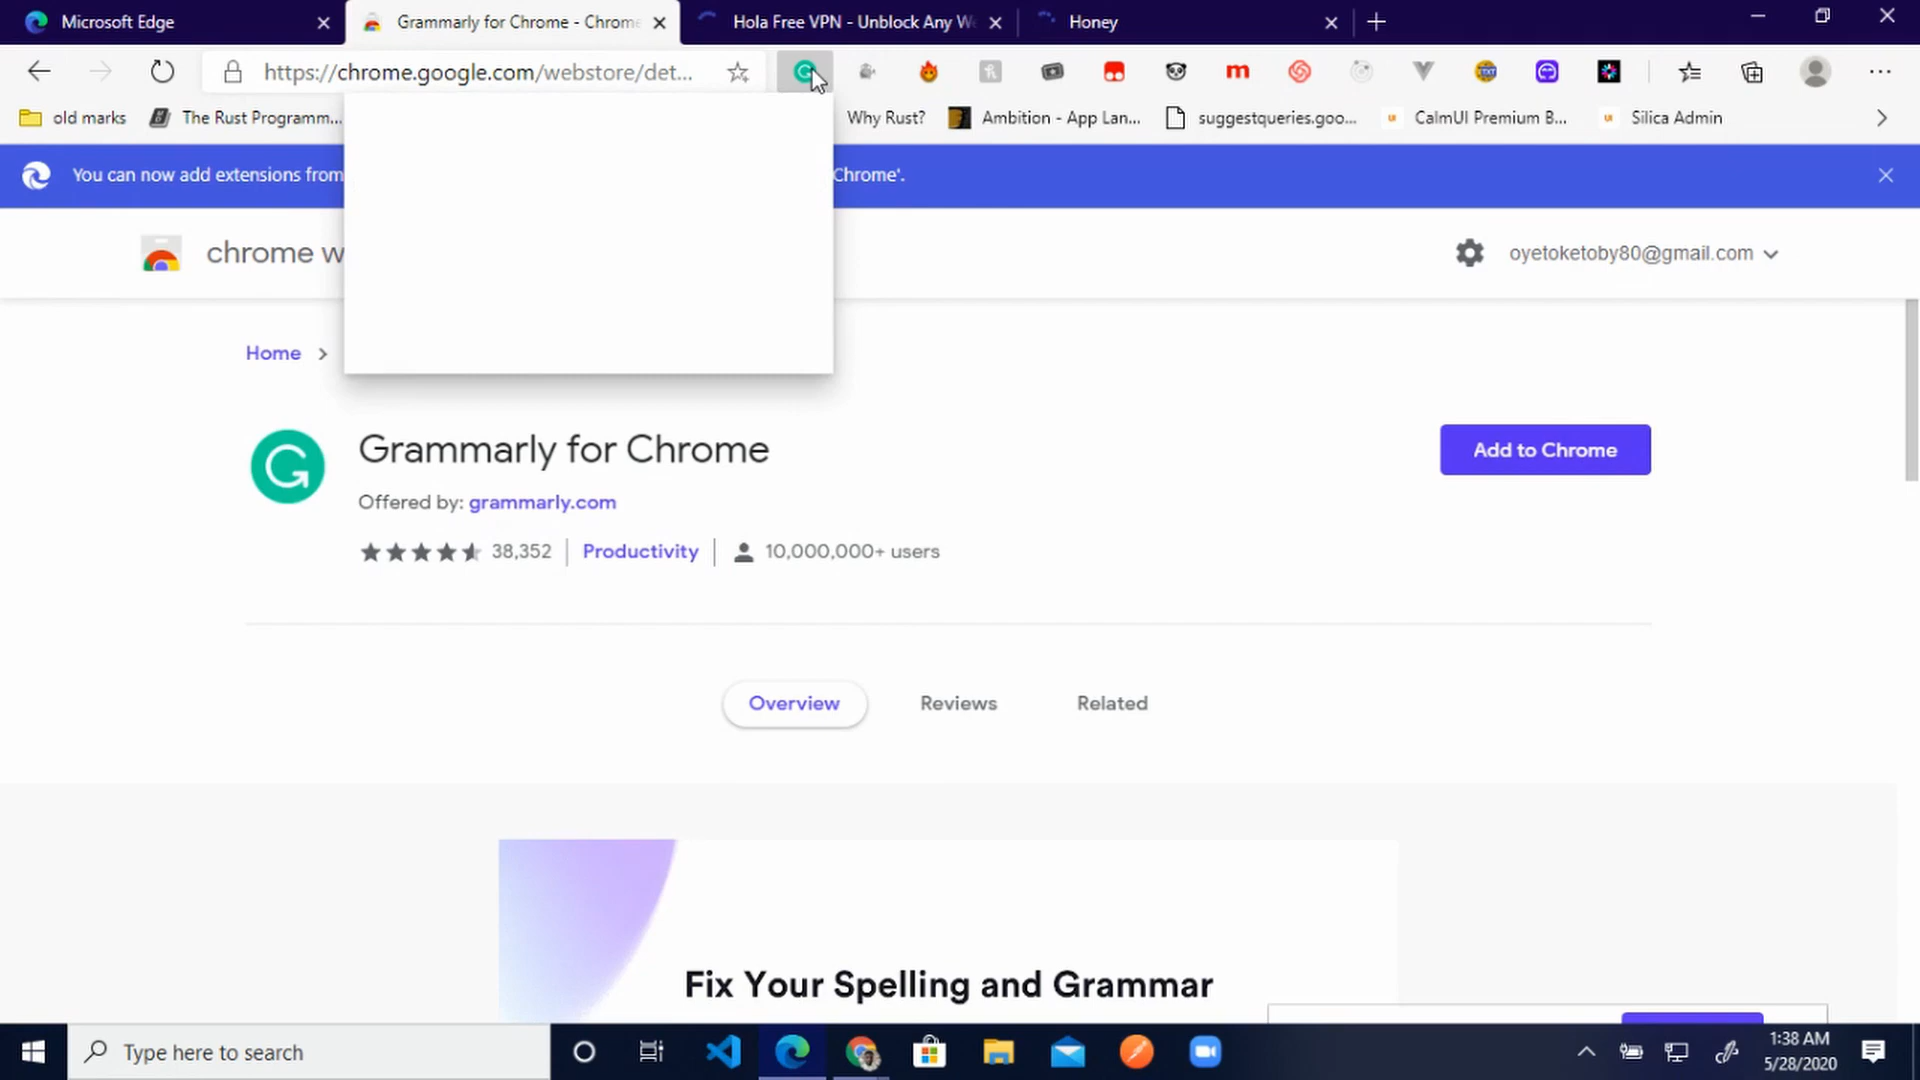 Microsoft Edge
Grammarly for Chrome - Chrome
Hola Free VPN - Unblock Any We
Honey
https://chrome.google.com/webstore/det...
old marks
The Rust Programm...
Why Rust?
Ambition - App Lan...
suggestqueries.goo...
CalmUI Premium B...
Silica Admin
You can now add extensions from
Chrome'.
chrome w
oyetoketoby80@gmail.com
Home
Grammarly for Chrome
Add to Chrome
Offered by: grammarly.com
38,352
Productivity
10,000,000+ users
Overview
Reviews
Related
Fix Your Spelling and Grammar
Type here to search
1:38 AM
5/28/2020